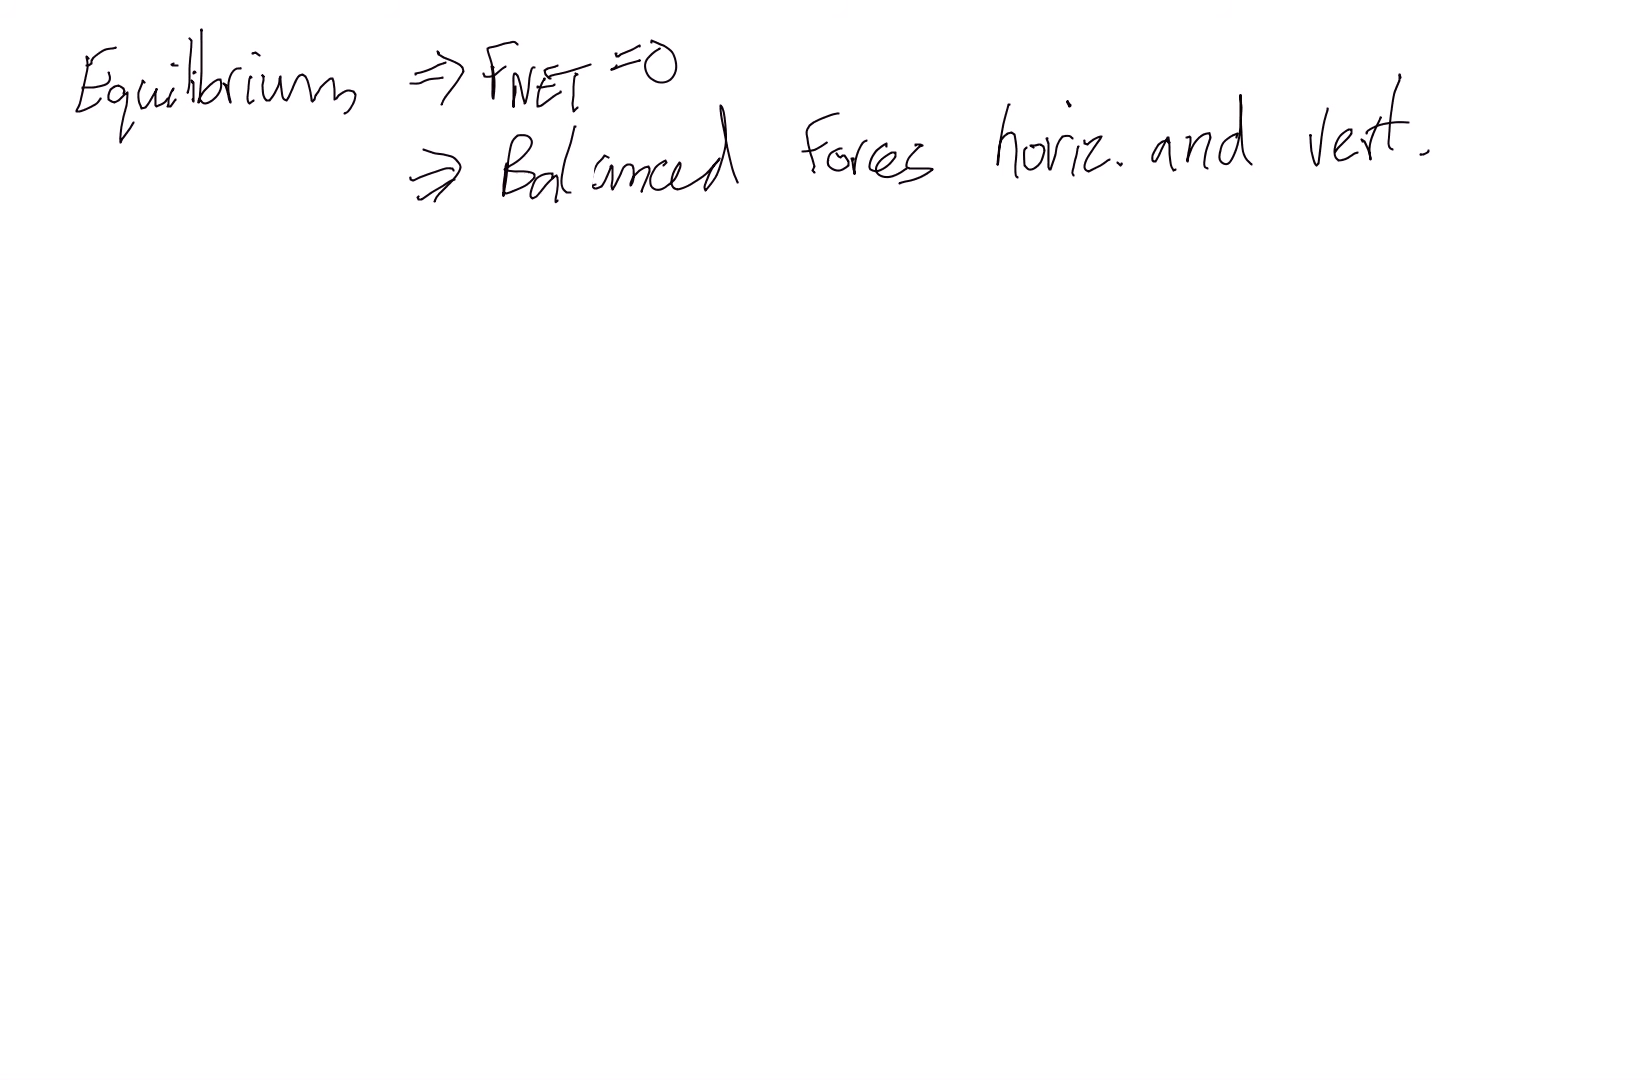 Equilibrium ⇒ FNET = 0
⇒ Balanced Forces horiz. and vert.